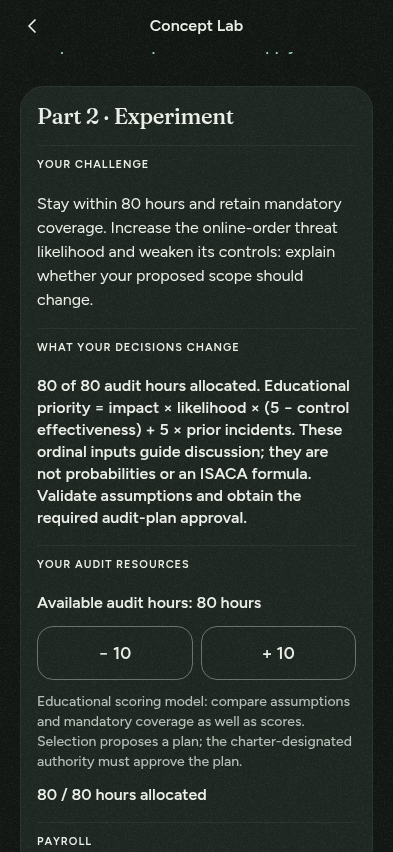 Concept Lab
Part 2 · Experiment
YOUR CHALLENGE
Stay within 80 hours and retain mandatory
coverage. Increase the online-order threat
likelihood and weaken its controls: explain
whether your proposed scope should
change.
WHAT YOUR DECISIONS CHANGE
80 of 80 audit hours allocated. Educational
priority = impact × likelihood × (5 − control
effectiveness) + 5 × prior incidents. These
ordinal inputs guide discussion; they are
not probabilities or an ISACA formula.
Validate assumptions and obtain the
required audit-plan approval.
YOUR AUDIT RESOURCES
Available audit hours: 80 hours
− 10
+ 10
Educational scoring model: compare assumptions
and mandatory coverage as well as scores.
Selection proposes a plan; the charter-designated
authority must approve the plan.
80 / 80 hours allocated
PAYROLL